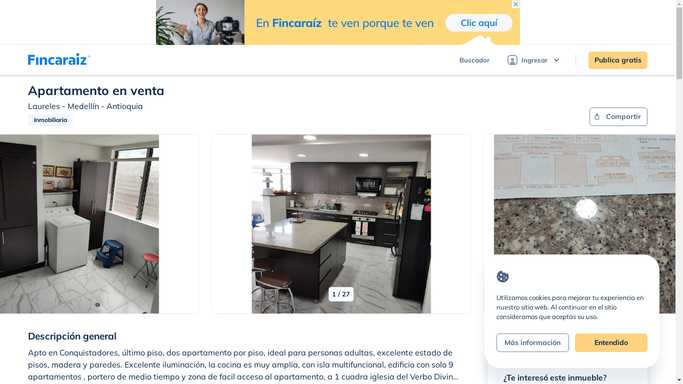 En Fincaraíz te ven porque te ven
Clic aquí
Fincaraíz
Buscador
Ingresar
Publica gratis
Apartamento en venta
Laureles - Medellín - Antioquia
Inmobiliaria
Compartir
1 / 27
Utilizamos cookies para mejorar tu experiencia en
nuestro sitio web. Al continuar en el sitio
consideramos que aceptas su uso.
Más información
Entendido
Descripción general
Apto en Conquistadores, último piso, dos apartamento por piso, ideal para personas adultas, excelente estado de
pisos, madera y paredes. Excelente iluminación, la cocina es muy amplia, con isla multifuncional, edificio con solo 9
apartamentos , portero de medio tiempo y zona de facil acceso al apartamento, a 1 cuadra iglesia del Verbo Divin...
¿Te interesó este inmueble?